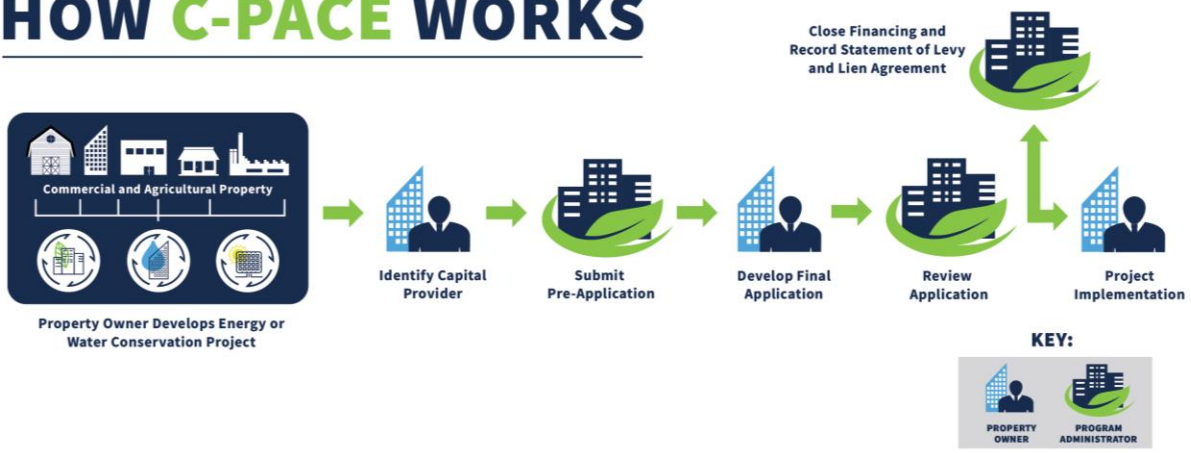 HOW C-PACE WORKS
Close Financing and
Record Statement of Levy
and Lien Agreement
Commercial and Agricultural Property
Property Owner Develops Energy or
Water Conservation Project
Identify Capital
Provider
Submit
Pre-Application
Develop Final
Application
Review
Application
Project
Implementation
KEY:
PROPERTY
OWNER
PROGRAM
ADMINISTRATOR